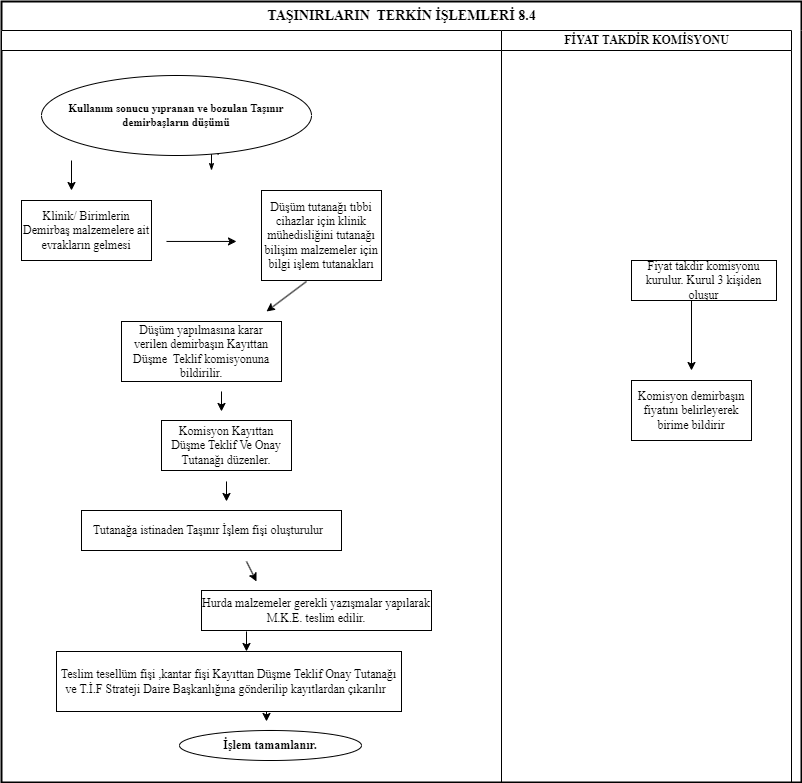 TAŞINIRLARIN TERKİN İŞLEMLERİ 8.4
FİYAT TAKDİR KOMİSYONU
Kullanım sonucu yıpranan ve bozulan Taşınır
demirbaşların düşümü
Klinik/ Birimlerin
Demirbaş malzemelere ait
evrakların gelmesi
Düşüm tutanağı tıbbi
cihazlar için klinik
mühedisliğini tutanağı
bilişim malzemeler için
bilgi işlem tutanakları
Fiyat takdir komisyonu
kurulur. Kurul 3 kişiden
oluşur
Düşüm yapılmasına karar
verilen demirbaşın Kayıttan
Düşme Teklif komisyonuna
bildirilir.
Komisyon demirbaşın
fiyatını belirleyerek
birime bildirir
Komisyon Kayıttan
Düşme Teklif Ve Onay
Tutanağı düzenler.
Tutanağa istinaden Taşınır İşlem fişi oluşturulur
Hurda malzemeler gerekli yazışmalar yapılarak
M.K.E. teslim edilir.
Teslim tesellüm fişi ,kantar fişi Kayıttan Düşme Teklif Onay Tutanağı
ve T.İ.F Strateji Daire Başkanlığına gönderilip kayıtlardan çıkarılır
İşlem tamamlanır.